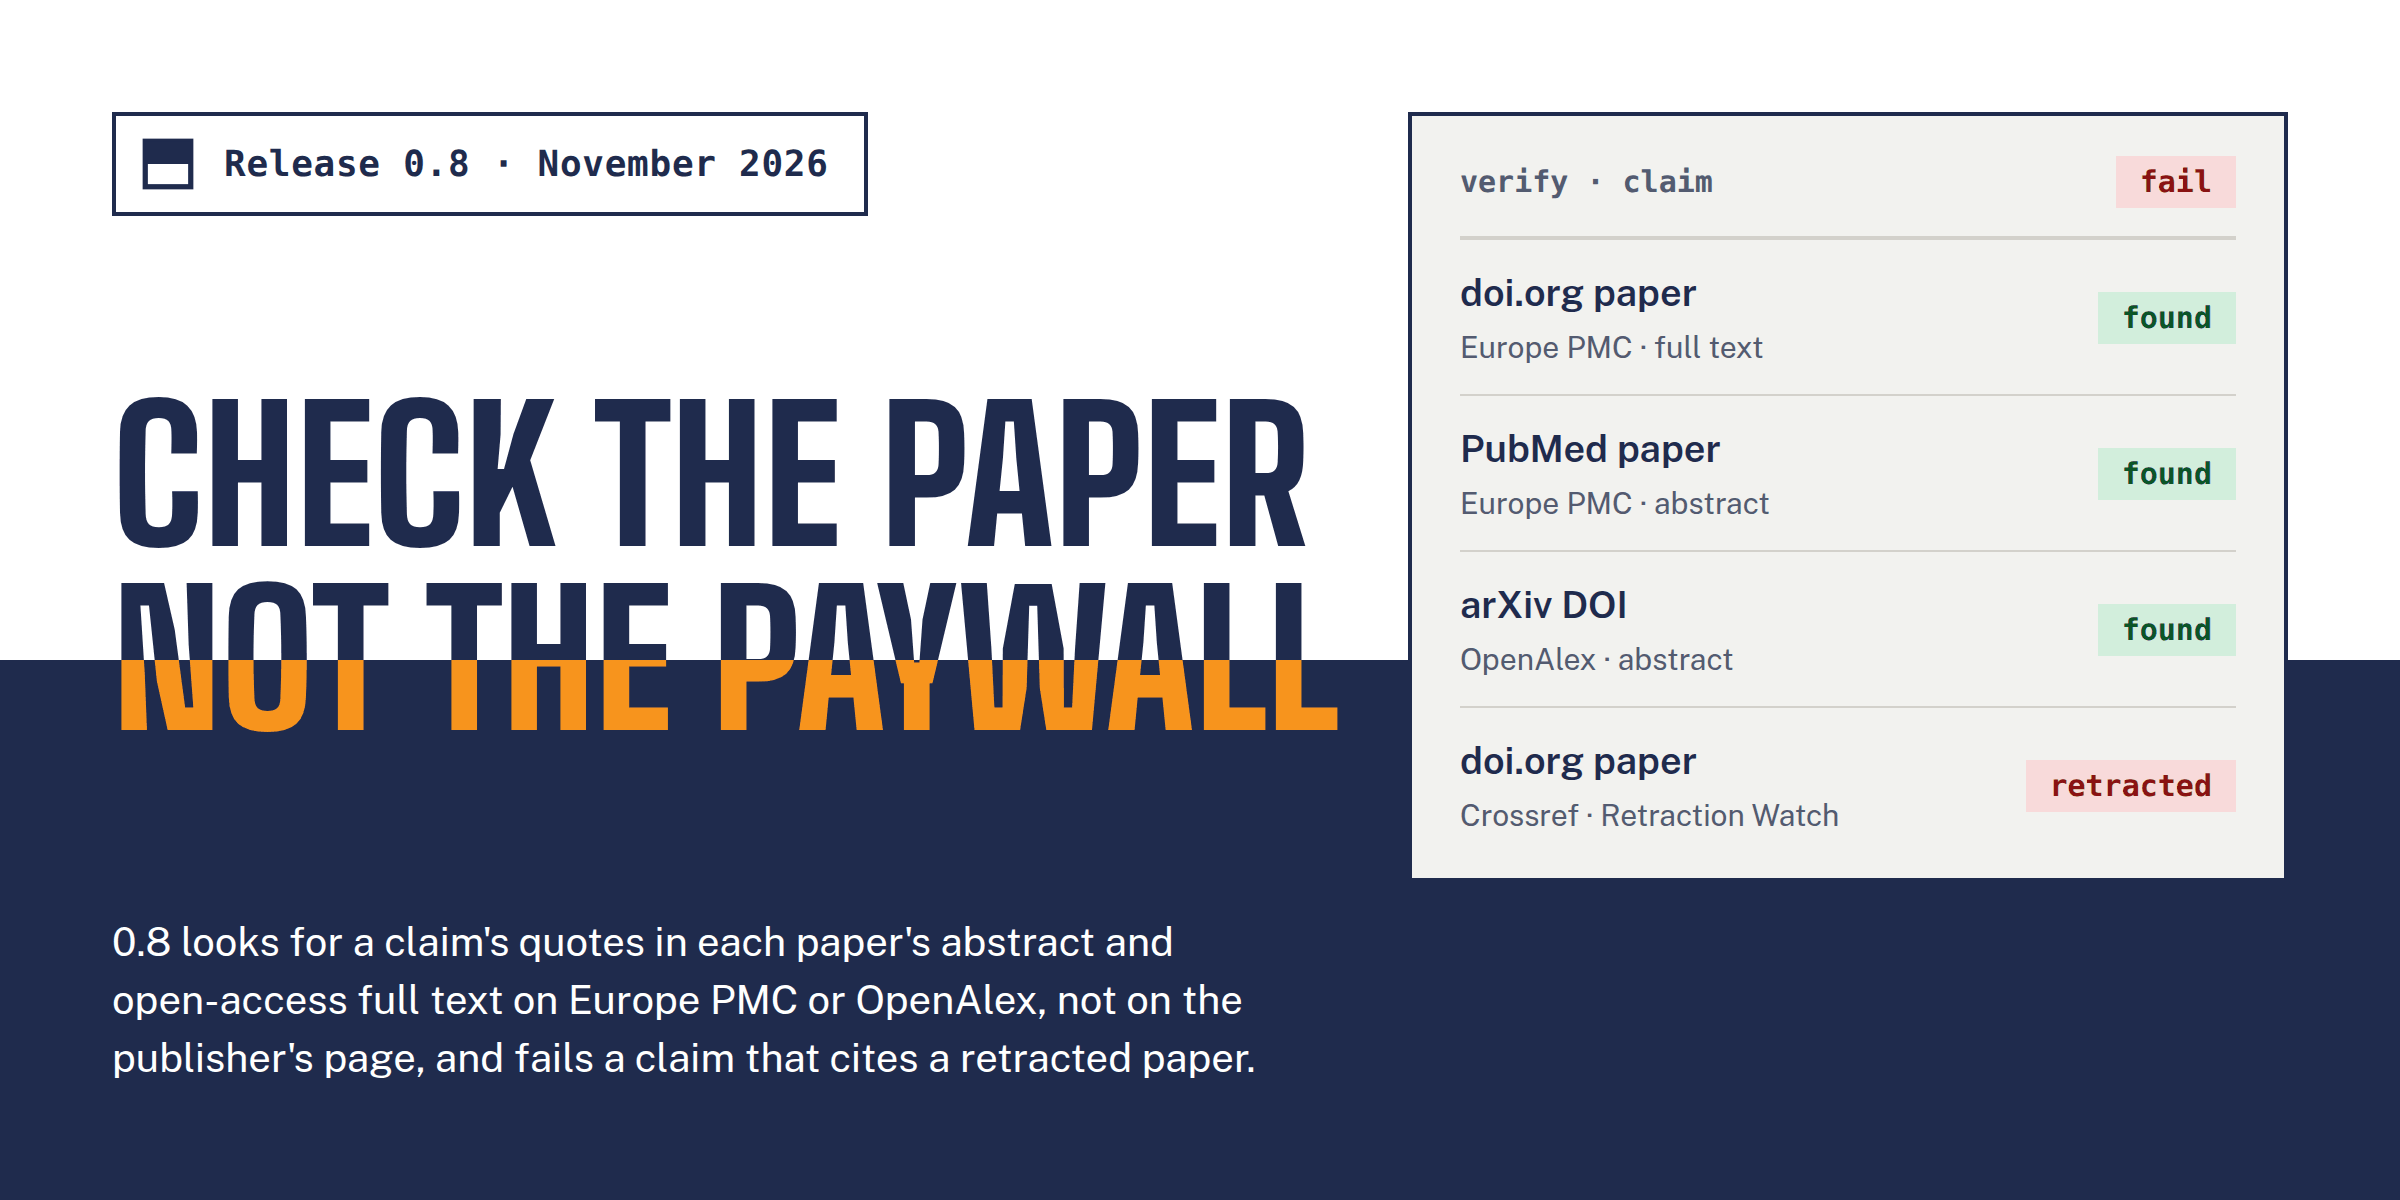 Release 0.8 · November 2026
CHECK THE PAPER
NOT THE PAYWALL
0.8 looks for a claim's quotes in each paper's abstract and
open-access full text on Europe PMC or OpenAlex, not on the
publisher's page, and fails a claim that cites a retracted paper.
verify · claim
fail
doi.org paper
Europe PMC · full text
found
PubMed paper
Europe PMC · abstract
found
arXiv DOI
OpenAlex · abstract
found
doi.org paper
Crossref · Retraction Watch
retracted